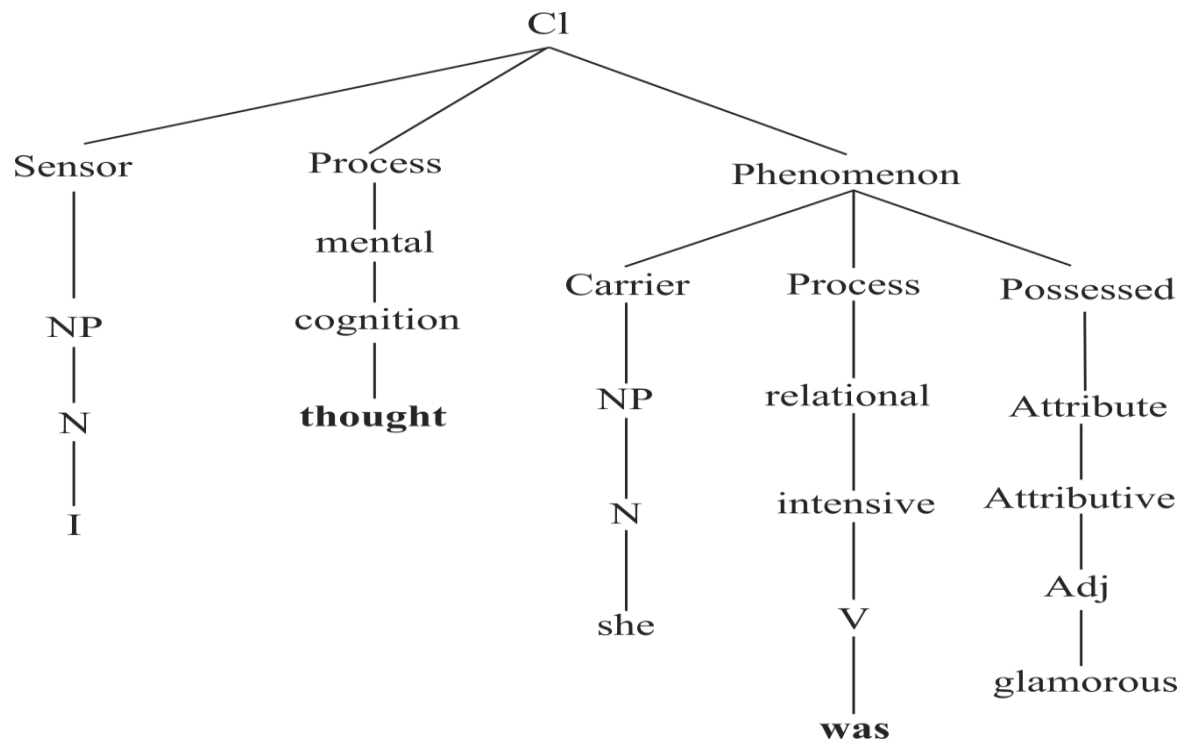 Cl
Sensor Process Phenomenon
mental
Carrier Process Possessed
NP cognition
NP relational Attribute
N thought
Attributive
I N intensive
Adj
she V
glamorous
was